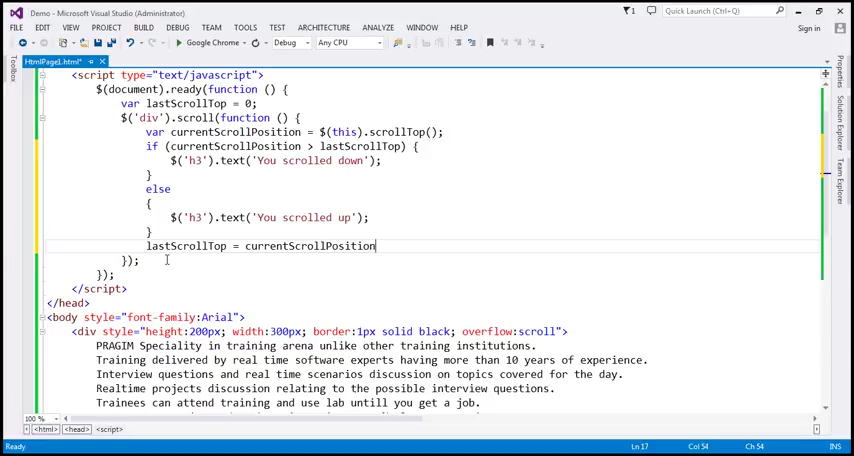 Demo - Microsoft Visual Studio (Administrator)
1
Quick Launch (Ctrl+Q)
FILE EDIT VIEW PROJECT BUILD DEBUG TEAM TOOLS TEST ARCHITECTURE ANALYZE WINDOW HELP
Sign in
Google Chrome Debug Any CPU
HtmlPage1.html*
Toolbox
Properties
Solution Explorer
Team Explorer
<script type="text/javascript">
$(document).ready(function () {
var lastScrollTop = 0;
$('div').scroll(function () {
var currentScrollPosition = $(this).scrollTop();
if (currentScrollPosition > lastScrollTop) {
$('h3').text('You scrolled down');
}
else
{
$('h3').text('You scrolled up');
}
lastScrollTop = currentScrollPosition
});
});
</script>
</head>
<body style="font-family:Arial">
<div style="height:200px; width:300px; border:1px solid black; overflow:scroll">
PRAGIM Speciality in training arena unlike other training institutions.
Training delivered by real time software experts having more than 10 years of experience.
Interview questions and real time scenarios discussion on topics covered for the day.
Realtime projects discussion relating to the possible interview questions.
Trainees can attend training and use lab untill you get a job.
100 %
<html> <head> <script>
Ready Ln 17 Col 54 Ch 54 INS